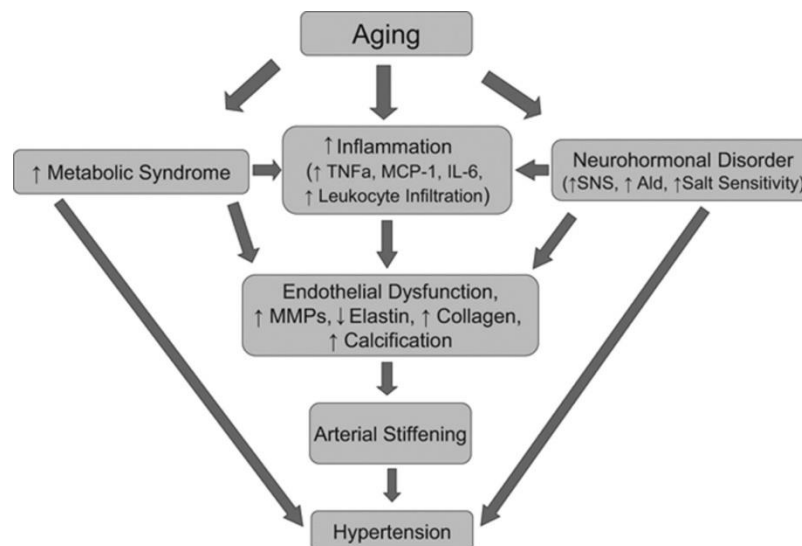 Aging
↑ Metabolic Syndrome
↑ Inflammation
(↑ TNFa, MCP-1, IL-6,
↑ Leukocyte Infiltration)
Neurohormonal Disorder
(↑SNS, ↑ Ald, ↑Salt Sensitivity)
Endothelial Dysfunction,
↑ MMPs, ↓ Elastin, ↑ Collagen,
↑ Calcification
Arterial Stiffening
Hypertension